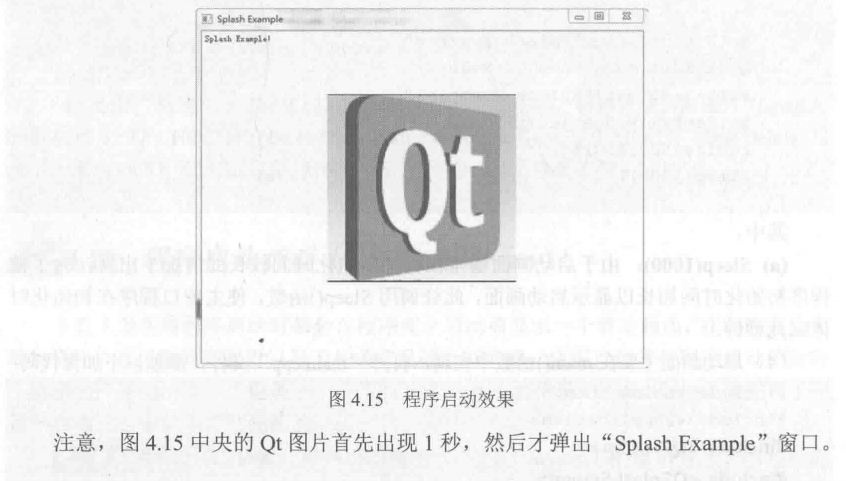 Splash Example
Splash Example!
Qt
图 4.15 程序启动效果
注意，图 4.15 中央的 Qt 图片首先出现 1 秒，然后才弹出“Splash Example”窗口。